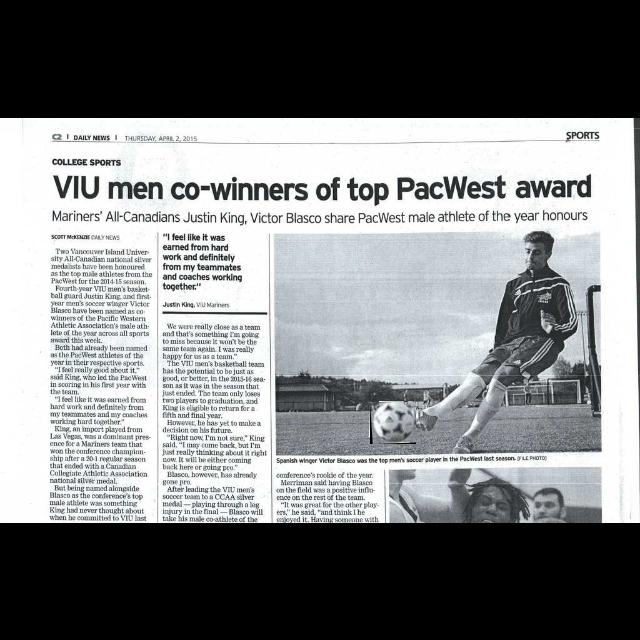 C2 | DAILY NEWS | THURSDAY, APRIL 2, 2015
SPORTS
COLLEGE SPORTS
VIU men co-winners of top PacWest award
Mariners' All-Canadians Justin King, Victor Blasco share PacWest male athlete of the year honours
SCOTT McKENZIE DAILY NEWS
Two Vancouver Island Univer-
sity All-Canadian national silver
medalists have been honoured
as the top male athletes from the
PacWest for the 2014-15 season.
Fourth-year VIU men's basket-
ball guard Justin King, and first-
year men's soccer winger Victor
Blasco have been named as co-
winners of the Pacific Western
Athletic Association's male ath-
lete of the year across all sports
award this week.
Both had already been named
as the PacWest athletes of the
year in their respective sports.
"I feel really good about it,"
said King, who led the PacWest
in scoring in his first year with
the team.
"I feel like it was earned from
hard work and definitely from
my teammates and my coaches
working together."
King, an import player from
Las Vegas, was a dominant pres-
ence for a Mariners team that
won the conference champion-
ship after a 20-1 regular season
that ended with a Canadian
Collegiate Athletic Association
national silver medal.
But being named alongside
Blasco as the conference's top
male athlete was something
King had never thought about
when he committed to VIU last
"I feel like it was
earned from hard
work and definitely
from my teammates
and coaches working
together."
Justin King, VIU Mariners
We were really close as a team
and that's something I'm going
to miss because it won't be the
same team again. I was really
happy for us as a team."
The VIU men's basketball team
has the potential to be just as
good, or better, in the 2015-16 sea-
son as it was in the season that
just ended. The team only loses
two players to graduation, and
King is eligible to return for a
fifth and final year.
However, he has yet to make a
decision on his future.
"Right now, I'm not sure," King
said. "I may come back, but I'm
just really thinking about it right
now. It will be either coming
back here or going pro."
Blasco, however, has already
gone pro.
After leading the VIU men's
soccer team to a CCAA silver
medal — playing through a leg
injury in the final — Blasco will
take his male co-athlete of the
Spanish winger Victor Blasco was the top men's soccer player in the PacWest last season. [FILE PHOTO]
conference's rookie of the year.
Merriman said having Blasco
on the field was a positive influ-
ence on the rest of the team.
"It was great for the other play-
ers," he said, "and think I he
enjoyed it. Having someone with